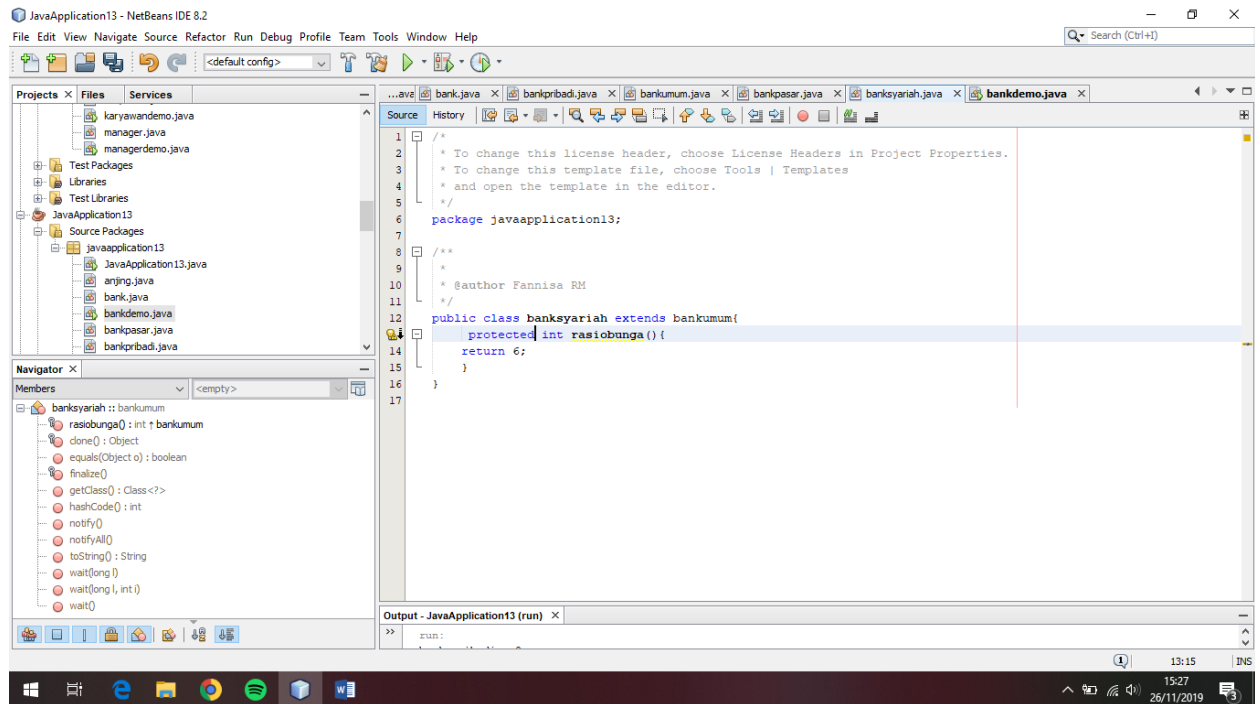 JavaApplication13 - NetBeans IDE 8.2
File Edit View Navigate Source Refactor Run Debug Profile Team Tools Window Help
Search (Ctrl+I)
<default config>
Projects Files Services
karyawandemo.java
manager.java
managerdemo.java
Test Packages
Libraries
Test Libraries
JavaApplication13
Source Packages
javaapplication13
JavaApplication13.java
anjing.java
bank.java
bankdemo.java
bankpasar.java
bankpribadi.java
Navigator
Members <empty>
banksyariah :: bankumum
rasiobunga() : int ↑ bankumum
clone() : Object
equals(Object o) : boolean
finalize()
getClass() : Class<?>
hashCode() : int
notify()
notifyAll()
toString() : String
wait(long l)
wait(long l, int i)
wait()
...ava bank.java bankpribadi.java bankumum.java bankpasar.java banksyariah.java bankdemo.java
Source History
1 /*
2 * To change this license header, choose License Headers in Project Properties.
3 * To change this template file, choose Tools | Templates
4 * and open the template in the editor.
5 */
6 package javaapplication13;
7
8 /**
9 *
10 * @author Fannisa RM
11 */
12 public class banksyariah extends bankumum{
protected int rasiobunga(){
14 return 6;
15 }
16 }
17
Output - JavaApplication13 (run)
run:
1 13:15 INS
15:27
26/11/2019
3